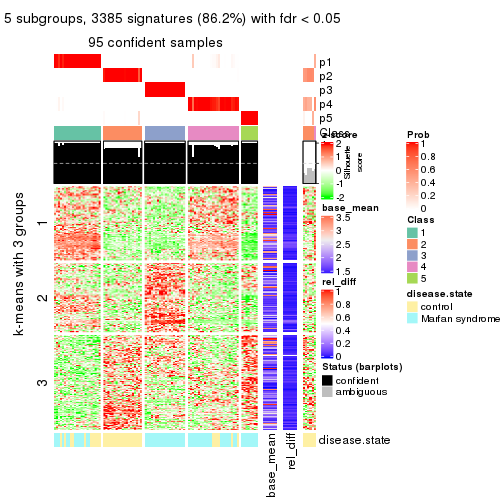 5 subgroups, 3385 signatures (86.2%) with fdr < 0.05
95 confident samples
p1
p2
p3
p4
p5
Class
Silhouette score
k-means with 3 groups
1
2
3
base_mean
rel_diff
disease.state
z-score
2
1
0
-1
-2
base_mean
3.5
3
2.5
2
1.5
rel_diff
1
0.8
0.6
0.4
0.2
0
Status (barplots)
confident
ambiguous
Prob
1
0.8
0.6
0.4
0.2
0
Class
1
2
3
4
5
disease.state
control
Marfan syndrome